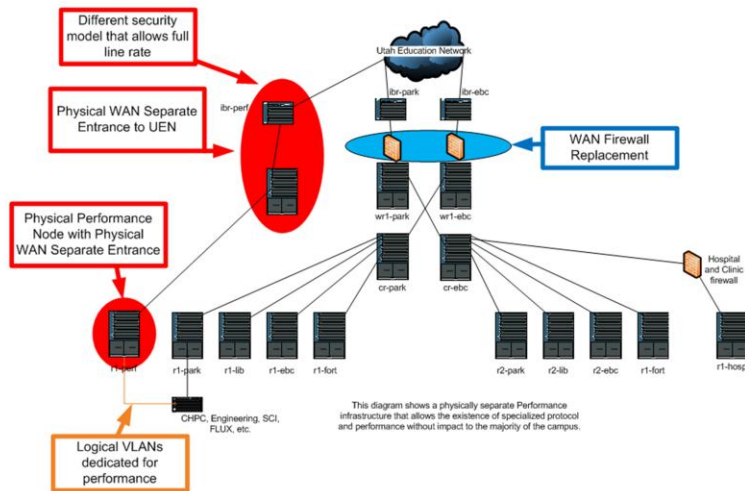 Different security
model that allows full
line rate
Utah Education Network
ibr-perf
ibr-park
ibr-ebc
Physical WAN Separate
Entrance to UEN
WAN Firewall
Replacement
wr1-park
wr1-ebc
Physical Performance
Node with Physical
WAN Separate Entrance
cr-park
cr-ebc
Hospital
and Clinic
firewall
r1-perf
r1-park
r1-lib
r1-ebc
r1-fort
r2-park
r2-lib
r2-ebc
r1-fort
r1-hosp
CHPC, Engineering, SCI,
FLUX, etc.
This diagram shows a physically separate Performance
infrastructure that allows the existence of specialized protocol
and performance without impact to the majority of the campus.
Logical VLANs
dedicated for
performance.